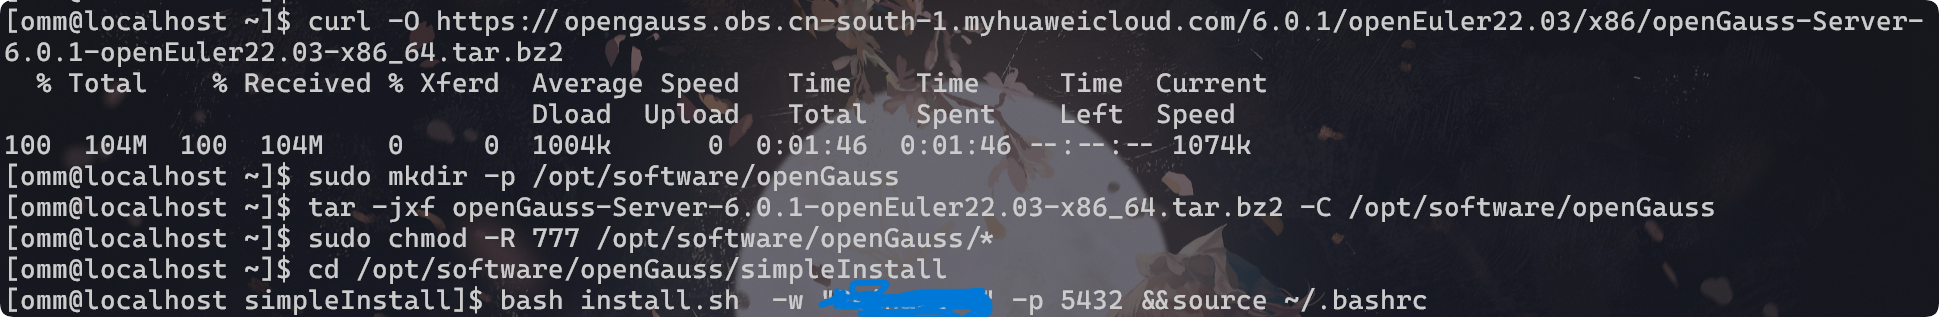 [omm@localhost ~]$ curl -O https://opengauss.obs.cn-south-1.myhuaweicloud.com/6.0.1/openEuler22.03/x86/openGauss-Server-
6.0.1-openEuler22.03-x86_64.tar.bz2
% Total % Received % Xferd Average Speed Time Time Time Current
Dload Upload Total Spent Left Speed
100 104M 100 104M 0 0 1004k 0 0:01:46 0:01:46 --:--:-- 1074k
[omm@localhost ~]$ sudo mkdir -p /opt/software/openGauss
[omm@localhost ~]$ tar -jxf openGauss-Server-6.0.1-openEuler22.03-x86_64.tar.bz2 -C /opt/software/openGauss
[omm@localhost ~]$ sudo chmod -R 777 /opt/software/openGauss/*
[omm@localhost ~]$ cd /opt/software/openGauss/simpleInstall
[omm@localhost simpleInstall]$ bash install.sh -w "" -p 5432 &&source ~/.bashrc